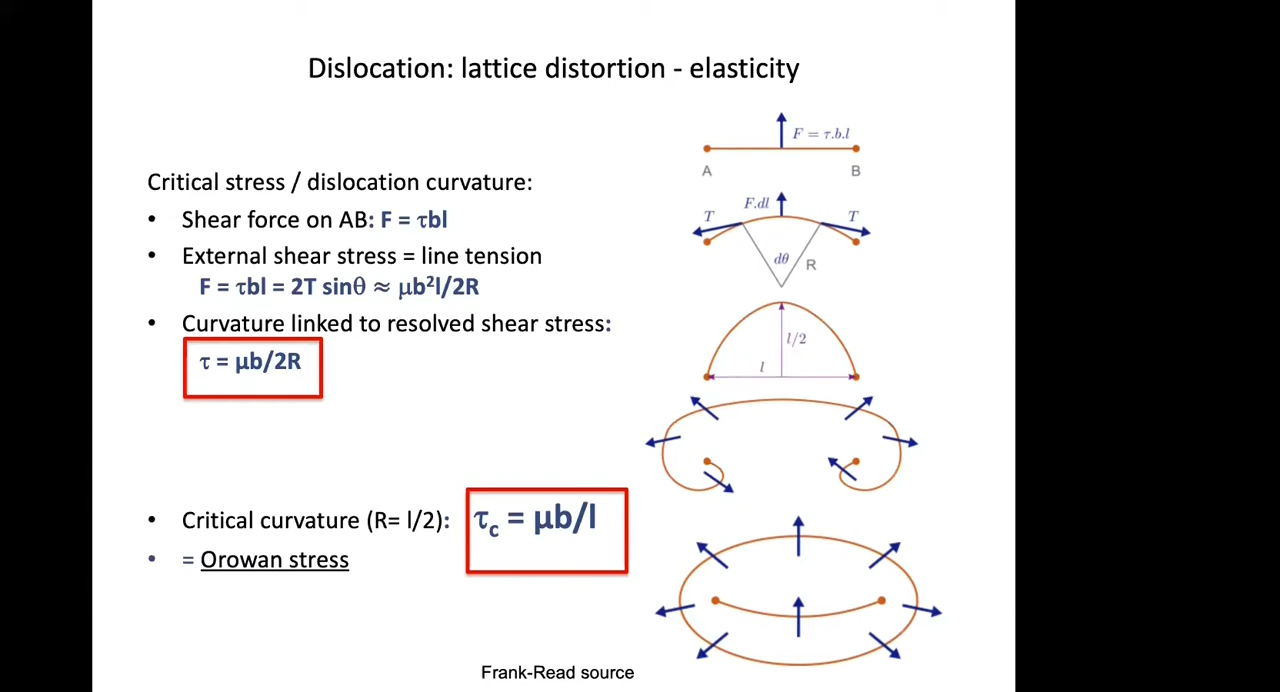 Dislocation: lattice distortion - elasticity
Critical stress / dislocation curvature:
• Shear force on AB: F = τbl
• External shear stress = line tension
F = τbl = 2T sinθ ≈ μb²l/2R
• Curvature linked to resolved shear stress:
τ = μb/2R
• Critical curvature (R= l/2): τc = μb/l
• = Orowan stress
F = τ.b.l
A B
F.dl
T T
dθ R
l/2
l
Frank-Read source